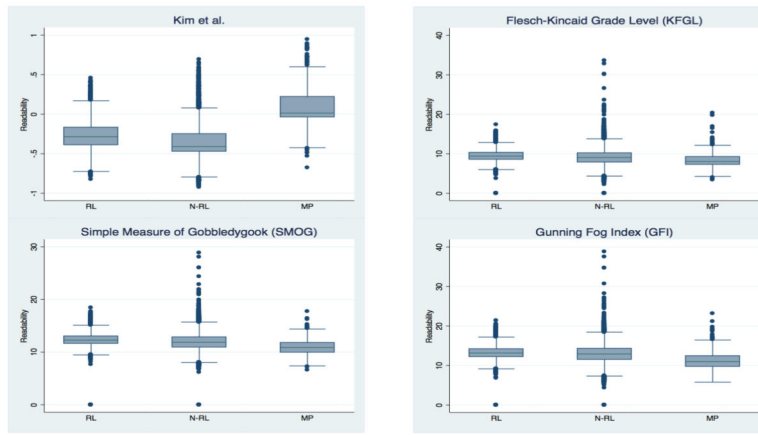 Kim et al.
Readability
1
.5
0
-.5
-1
RL N-RL MP
Flesch-Kincaid Grade Level (KFGL)
Readability
40
30
20
10
0
RL N-RL MP
Simple Measure of Gobbledygook (SMOG)
Readability
30
20
10
0
RL N-RL MP
Gunning Fog Index (GFI)
Readability
40
30
20
10
0
RL N-RL MP